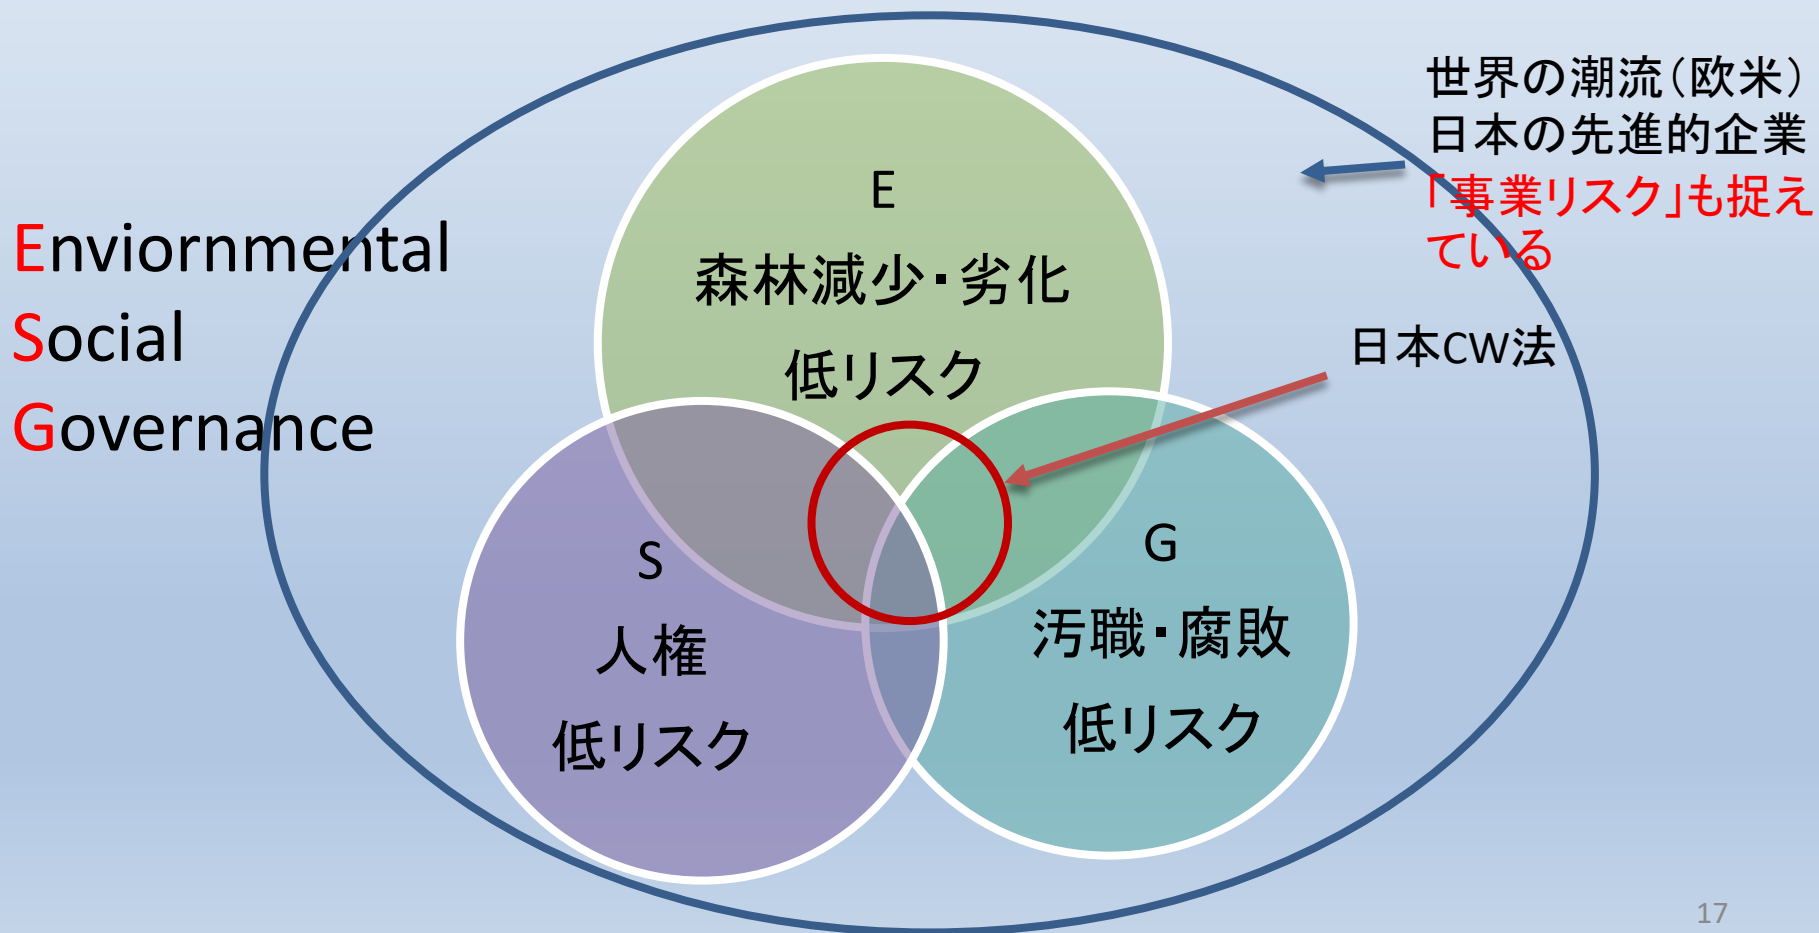 Enviornmental
Social
Governance
E
森林減少・劣化
低リスク
S
人権
低リスク
G
汚職・腐敗
低リスク
世界の潮流（欧米）
日本の先進的企業
「事業リスク」も捉え
ている
日本CW法
17